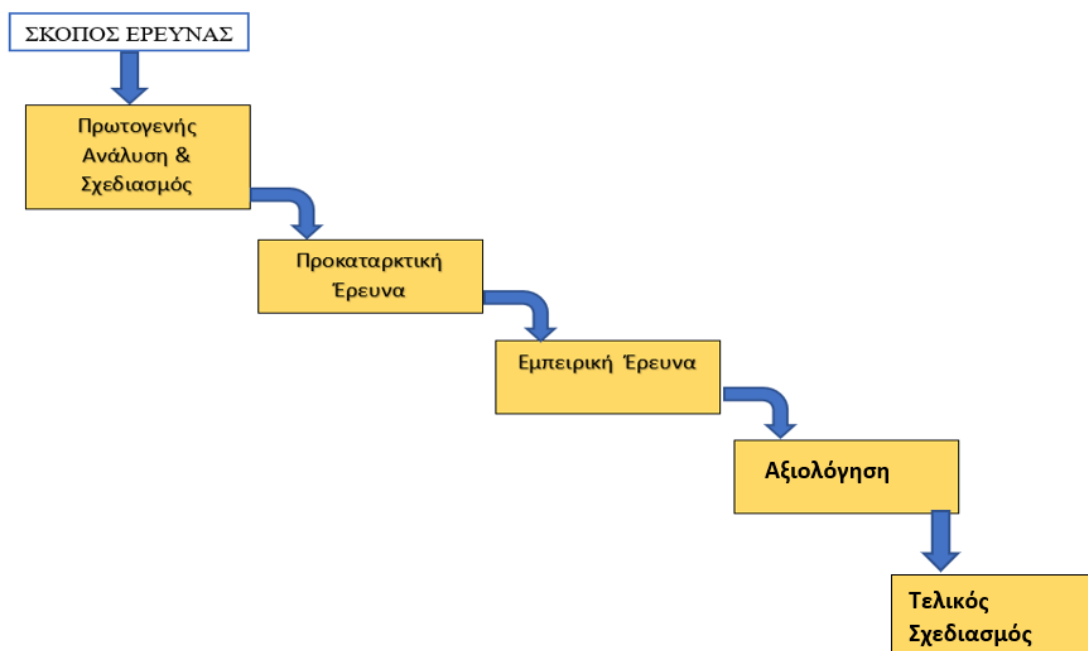 ΣΚΟΠΟΣ ΕΡΕΥΝΑΣ
Πρωτογενής
Ανάλυση &
Σχεδιασμός
Προκαταρκτική
Έρευνα
Εμπειρική Έρευνα
Αξιολόγηση
Τελικός
Σχεδιασμός